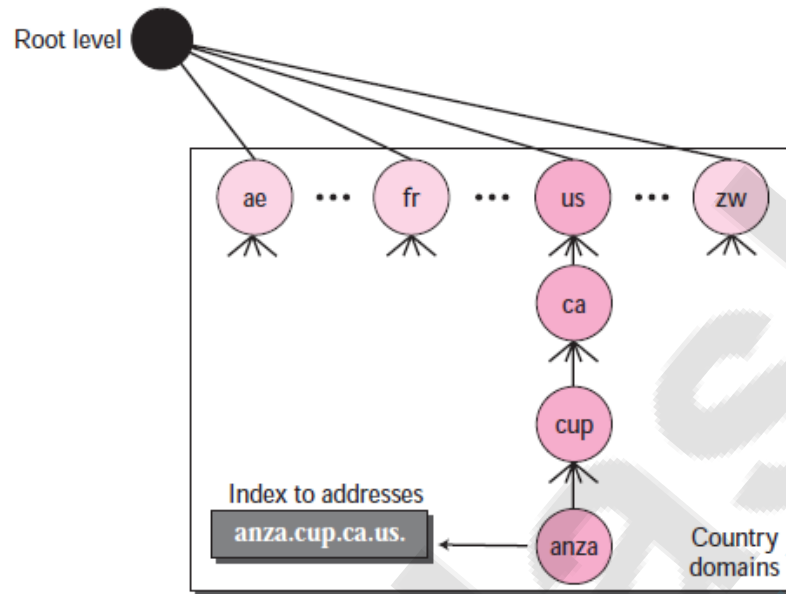 Root level
ae ••• fr ••• us ••• zw
ca
cup
Index to addresses
anza.cup.ca.us.
anza
Country
domains